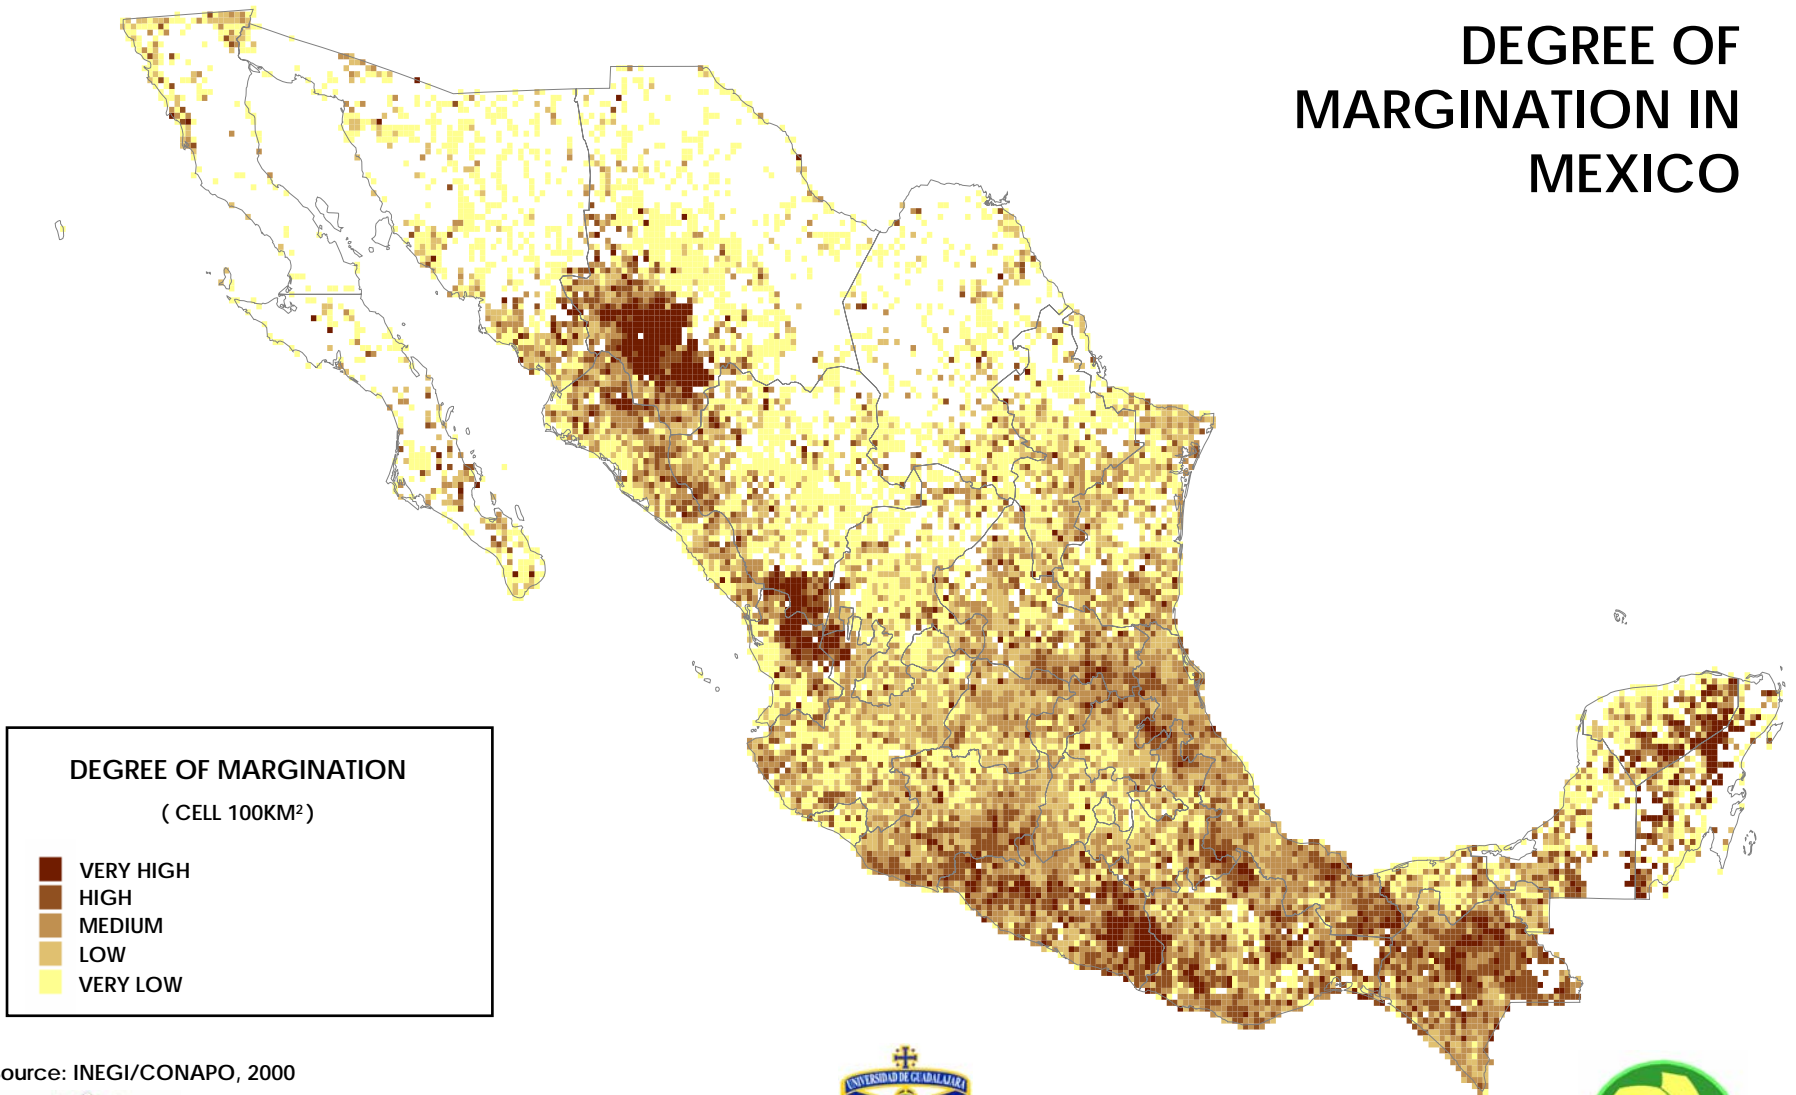 DEGREE OF
MARGINATION IN
MEXICO
DEGREE OF MARGINATION
( CELL 100KM²)
VERY HIGH
HIGH
MEDIUM
LOW
VERY LOW
ource: INEGI/CONAPO, 2000
UNIVERSIDAD DE GUADALAJARA